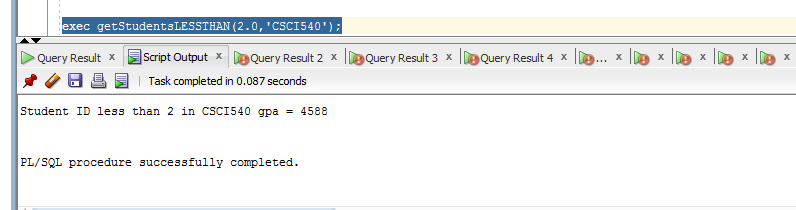 exec getStudentsLESSTHAN(2.0,'CSCI540');
Query Result x Script Output x Query Result 2 x Query Result 3 x Query Result 4 x ... x x x x x
Task completed in 0.087 seconds
Student ID less than 2 in CSCI540 gpa = 4588
PL/SQL procedure successfully completed.